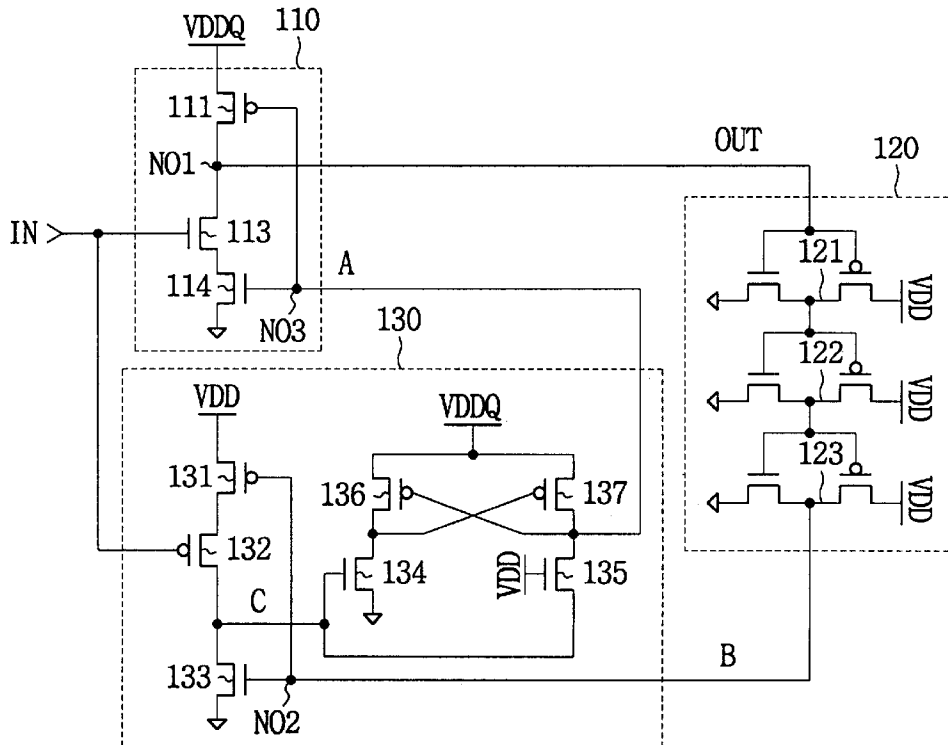 VDDQ
110
111
NO1
OUT
120
IN
113
A
114
NO3
121
VDD
130
122
VDD
VDD
VDDQ
123
VDD
131
136
137
132
134
VDD
135
C
B
133
NO2